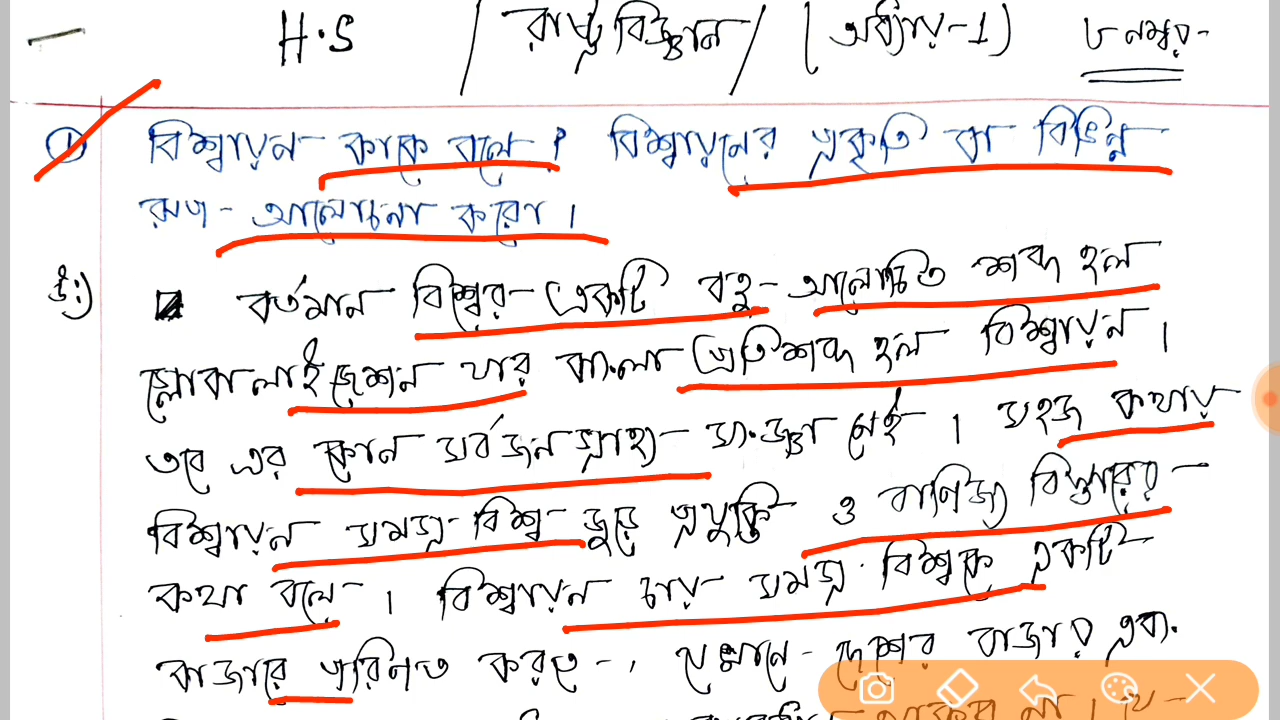 H.S / রাষ্ট্রবিজ্ঞান / (অধ্যায়-1) ৮ নম্বর-
① বিশ্বায়ন কাকে বলে? বিশ্বায়নের প্রকৃতি বা বিভিন্ন
রূপ আলোচনা করো।
উঃ) বর্তমান বিশ্বের একটি বহু-আলোচিত শব্দ হল
গ্লোবালাইজেশন যার বাংলা প্রতিশব্দ হল বিশ্বায়ন।
তবে এর কোন সর্বজনগ্রাহ্য সংজ্ঞা নেই। সহজ কথায়
বিশ্বায়ন সমগ্র বিশ্ব জুড়ে প্রযুক্তি ও বাণিজ্য বিস্তারের
কথা বলে। বিশ্বায়ন চায় সমগ্র বিশ্বকে একটি
বাজারে পরিণত করতে, যেখানে দেশের বাজার এবং